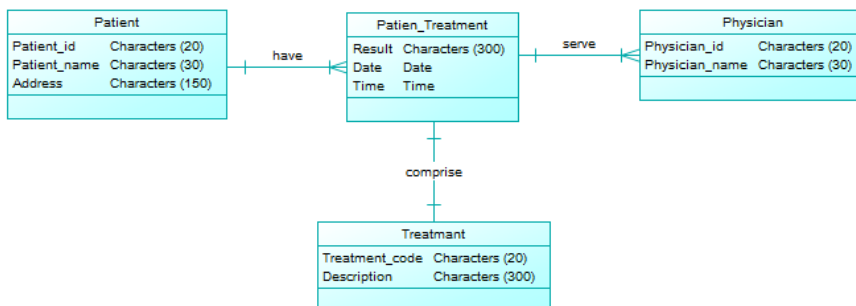 Patient
Patient_id Characters (20)
Patient_name Characters (30)
Address Characters (150)
have
Patien_Treatment
Result Characters (300)
Date Date
Time Time
serve
Physician
Physician_id Characters (20)
Physician_name Characters (30)
comprise
Treatmant
Treatment_code Characters (20)
Description Characters (300)